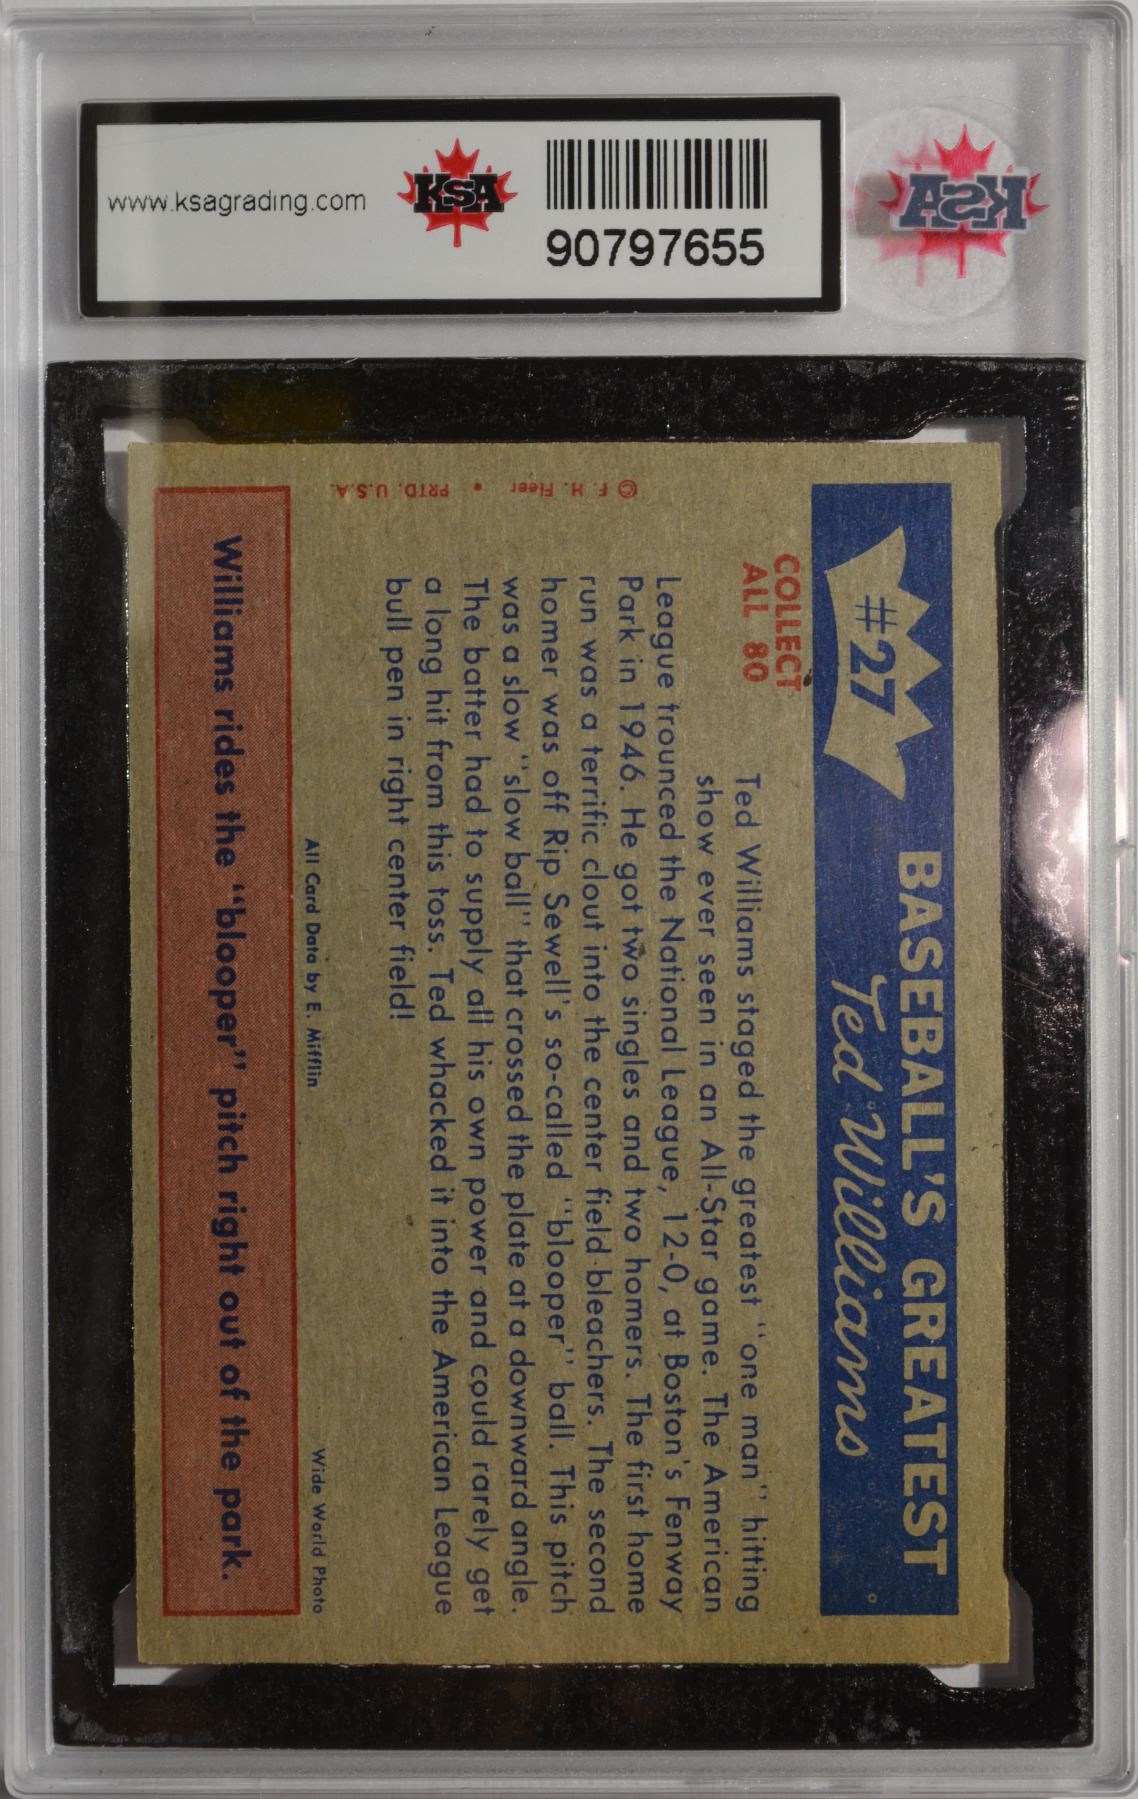 www.ksagrading.com
KSA
90797655
KSA
#27
BASEBALL'S GREATEST
Ted Williams
COLLECT
ALL 80
Ted Williams staged the greatest "one man" hitting
show ever seen in an All-Star game. The American
League trounced the National League, 12-0, at Boston's Fenway
Park in 1946. He got two singles and two homers. The first home
run was a terrific clout into the center field bleachers. The second
homer was off Rip Sewell's so-called "blooper" ball. This pitch
was a slow "slow ball" that crossed the plate at a downward angle.
The batter had to supply all his own power and could rarely get
a long hit from this toss. Ted whacked it into the American League
bull pen in right center field!
© F. H. Fleer • PRTD. U.S.A.
All Card Data by E. Mifflin
Wide World Photo
Williams rides the "blooper" pitch right out of the park.